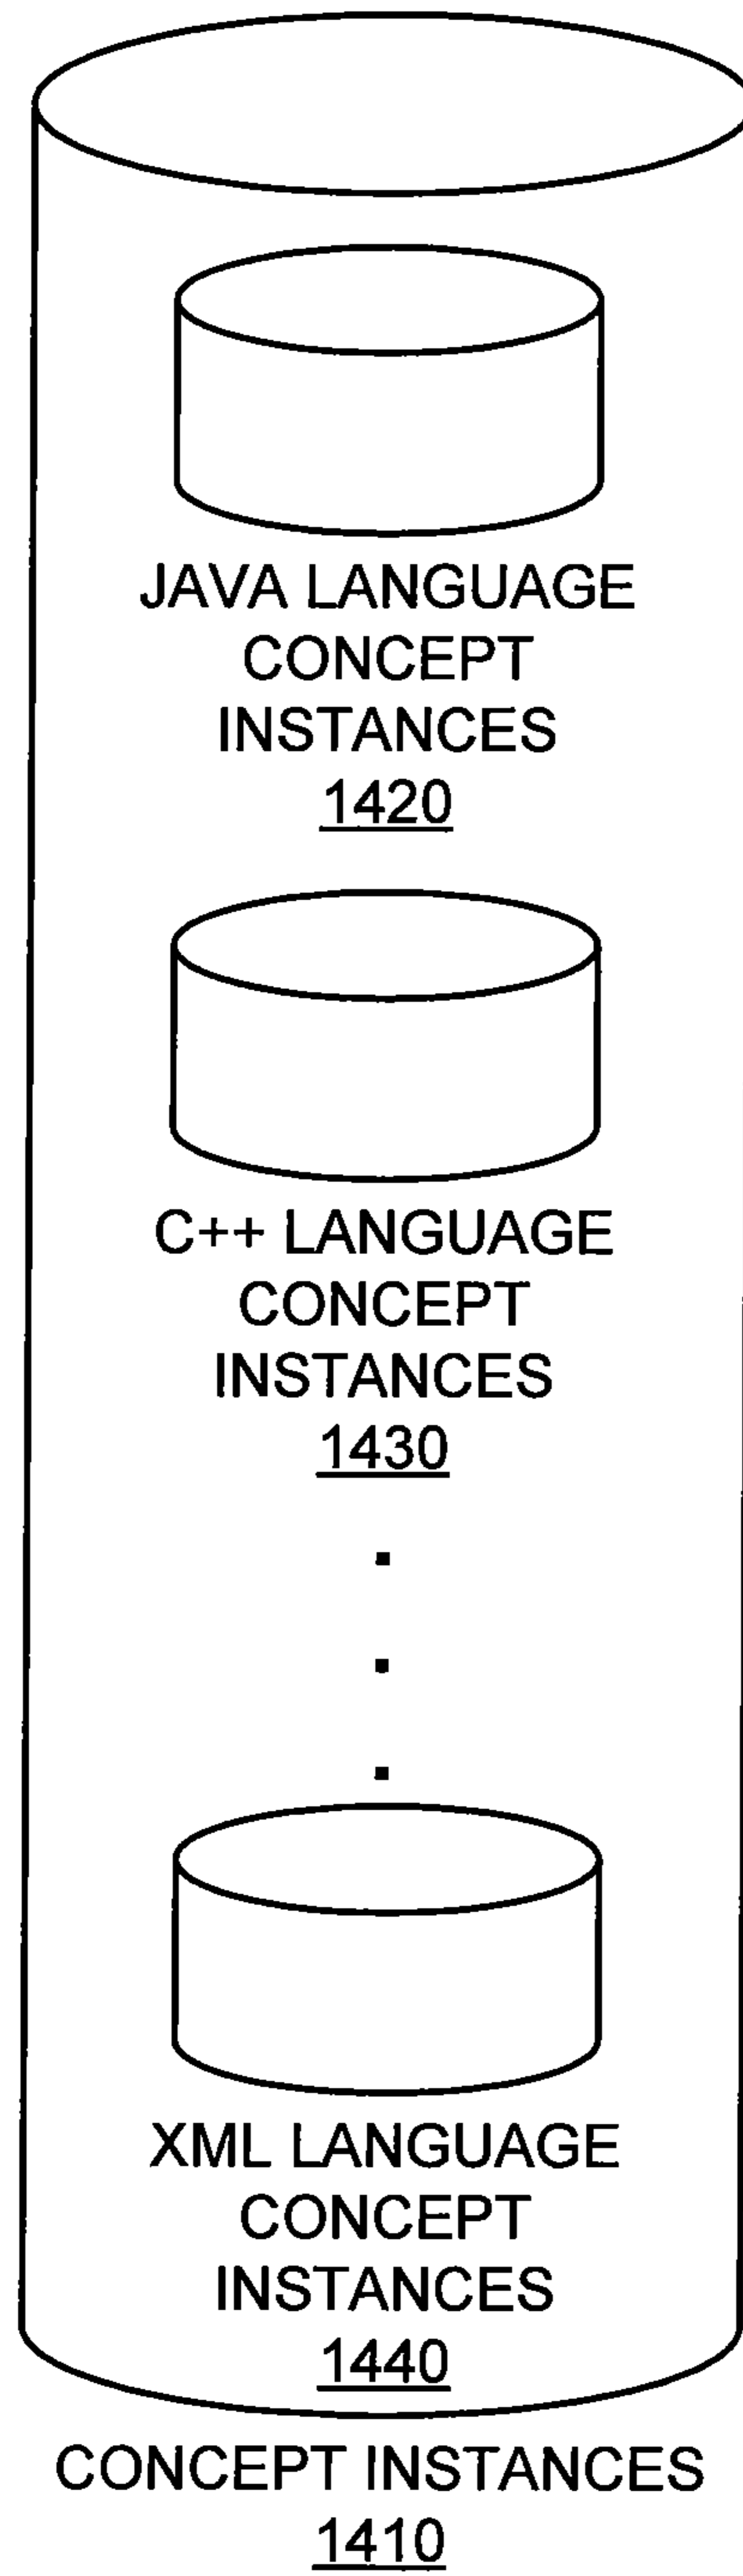 JAVA LANGUAGE
CONCEPT
INSTANCES
1420
C++ LANGUAGE
CONCEPT
INSTANCES
1430
XML LANGUAGE
CONCEPT
INSTANCES
1440
CONCEPT INSTANCES
1410